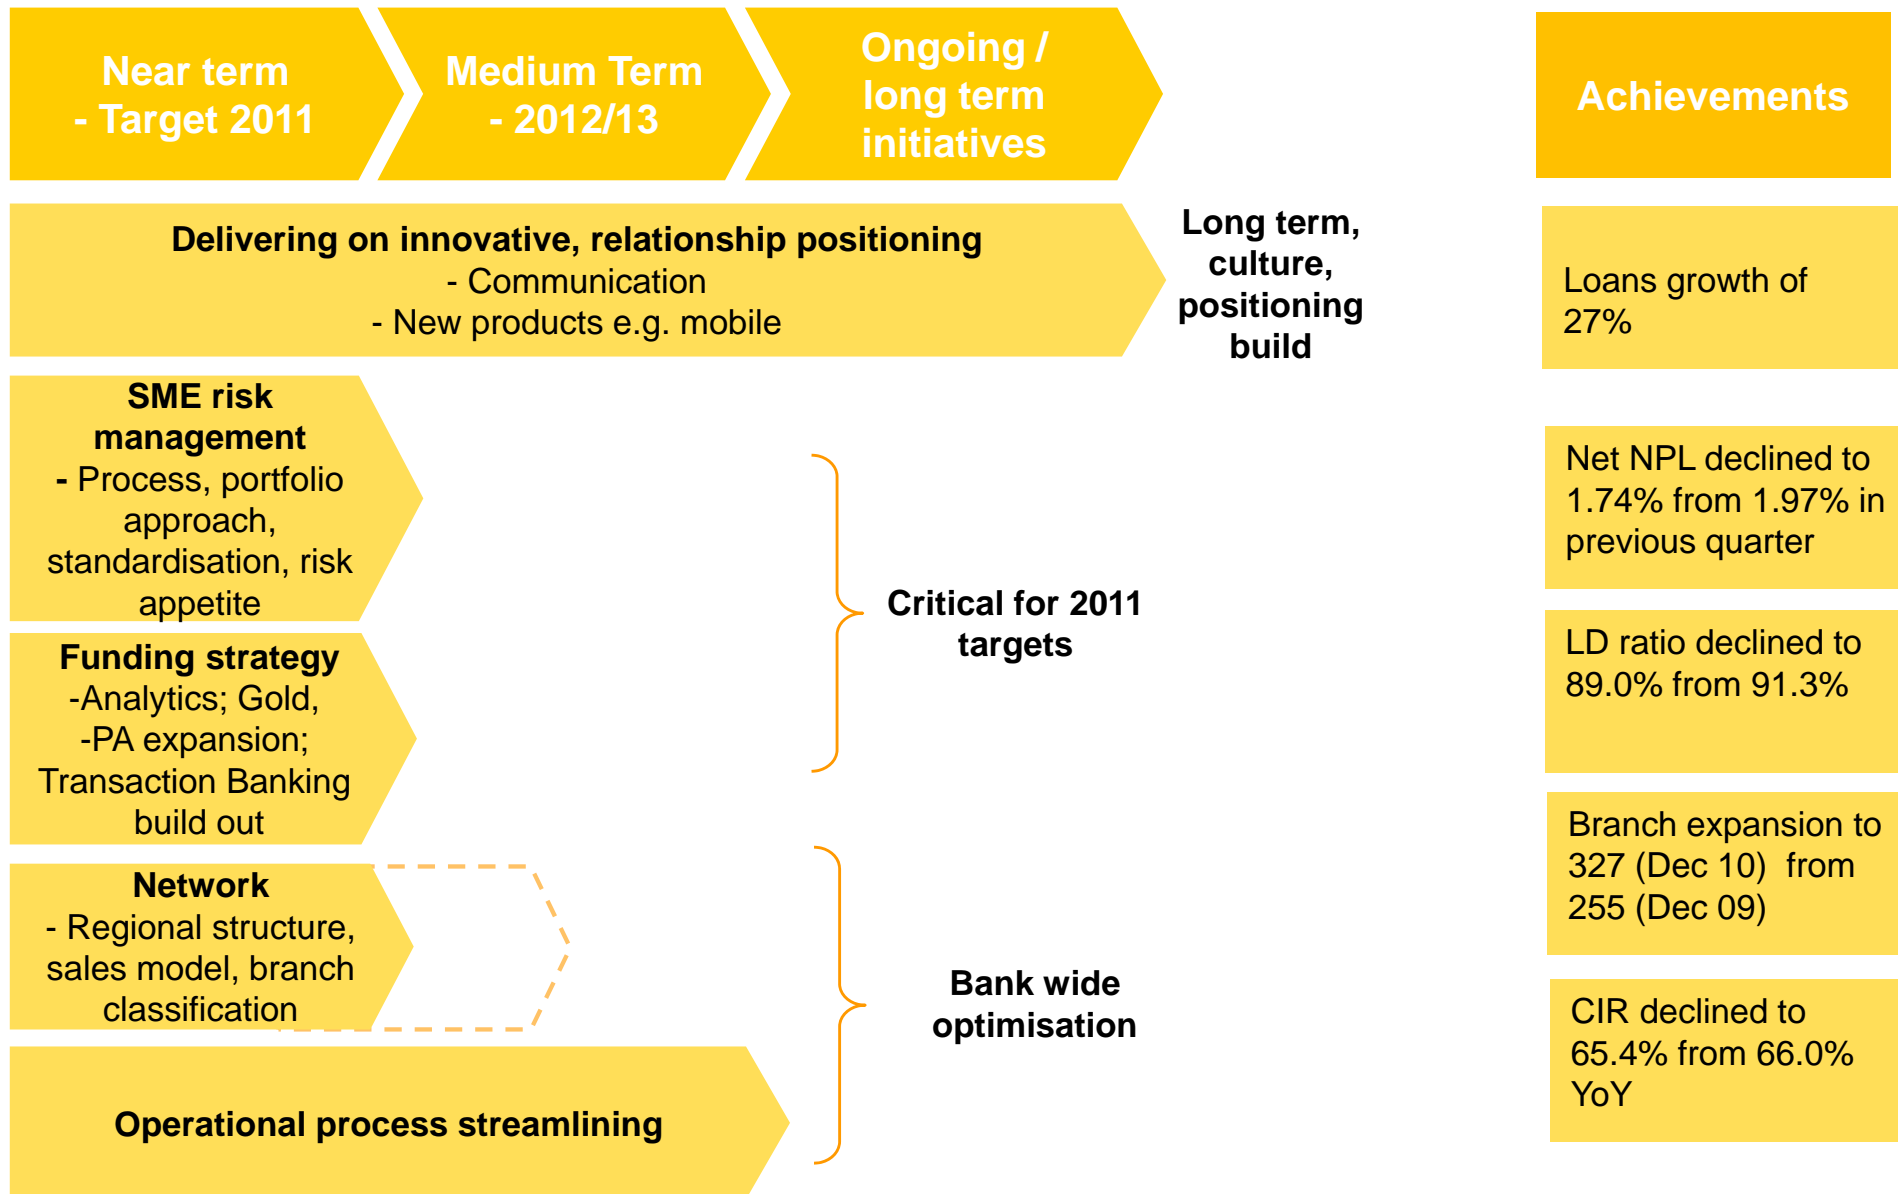 Near term
- Target 2011
Medium Term
- 2012/13
Ongoing /
long term
initiatives
Achievements
Delivering on innovative, relationship positioning
- Communication
- New products e.g. mobile
Long term,
culture,
positioning
build
Loans growth of
27%
SME risk
management
- Process, portfolio
approach,
standardisation, risk
appetite
Net NPL declined to
1.74% from 1.97% in
previous quarter
Critical for 2011
targets
Funding strategy
-Analytics; Gold,
-PA expansion;
Transaction Banking
build out
LD ratio declined to
89.0% from 91.3%
Network
- Regional structure,
sales model, branch
classification
Branch expansion to
327 (Dec 10)  from
255 (Dec 09)
Bank wide
optimisation
Operational process streamlining
CIR declined to
65.4% from 66.0%
YoY